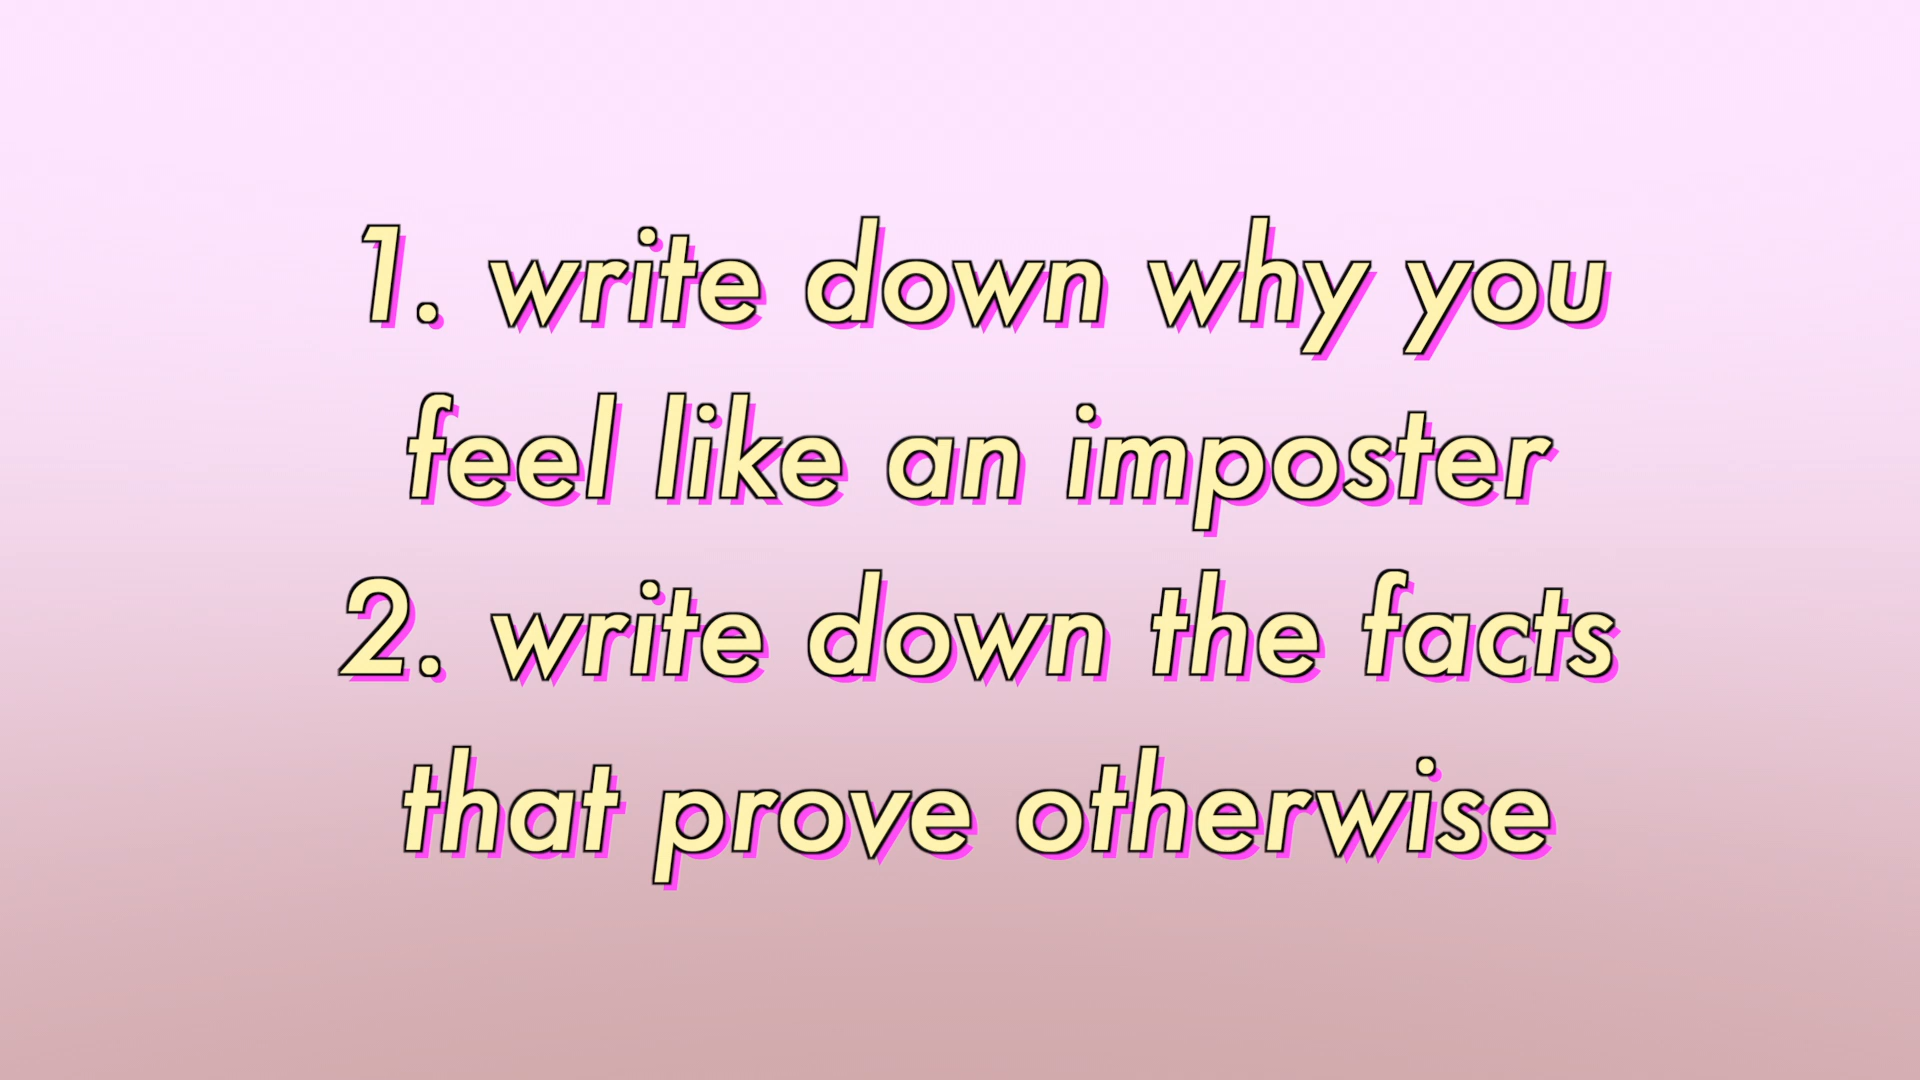 1. write down why you
feel like an imposter
2. write down the facts
that prove otherwise